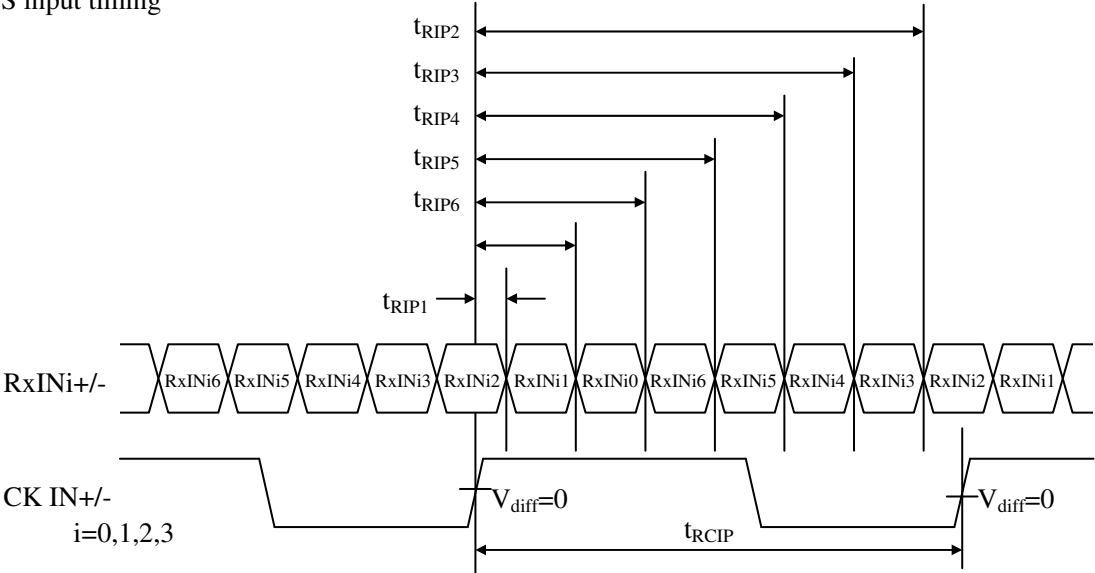 S input timing
tRIP2
tRIP3
tRIP4
tRIP5
tRIP6
tRIP1
RxINi+/- RxINi6 RxINi5 RxINi4 RxINi3 RxINi2 RxINi1 RxINi0 RxINi6 RxINi5 RxINi4 RxINi3 RxINi2 RxINi1
CK IN+/- Vdiff=0 Vdiff=0
i=0,1,2,3 tRCIP